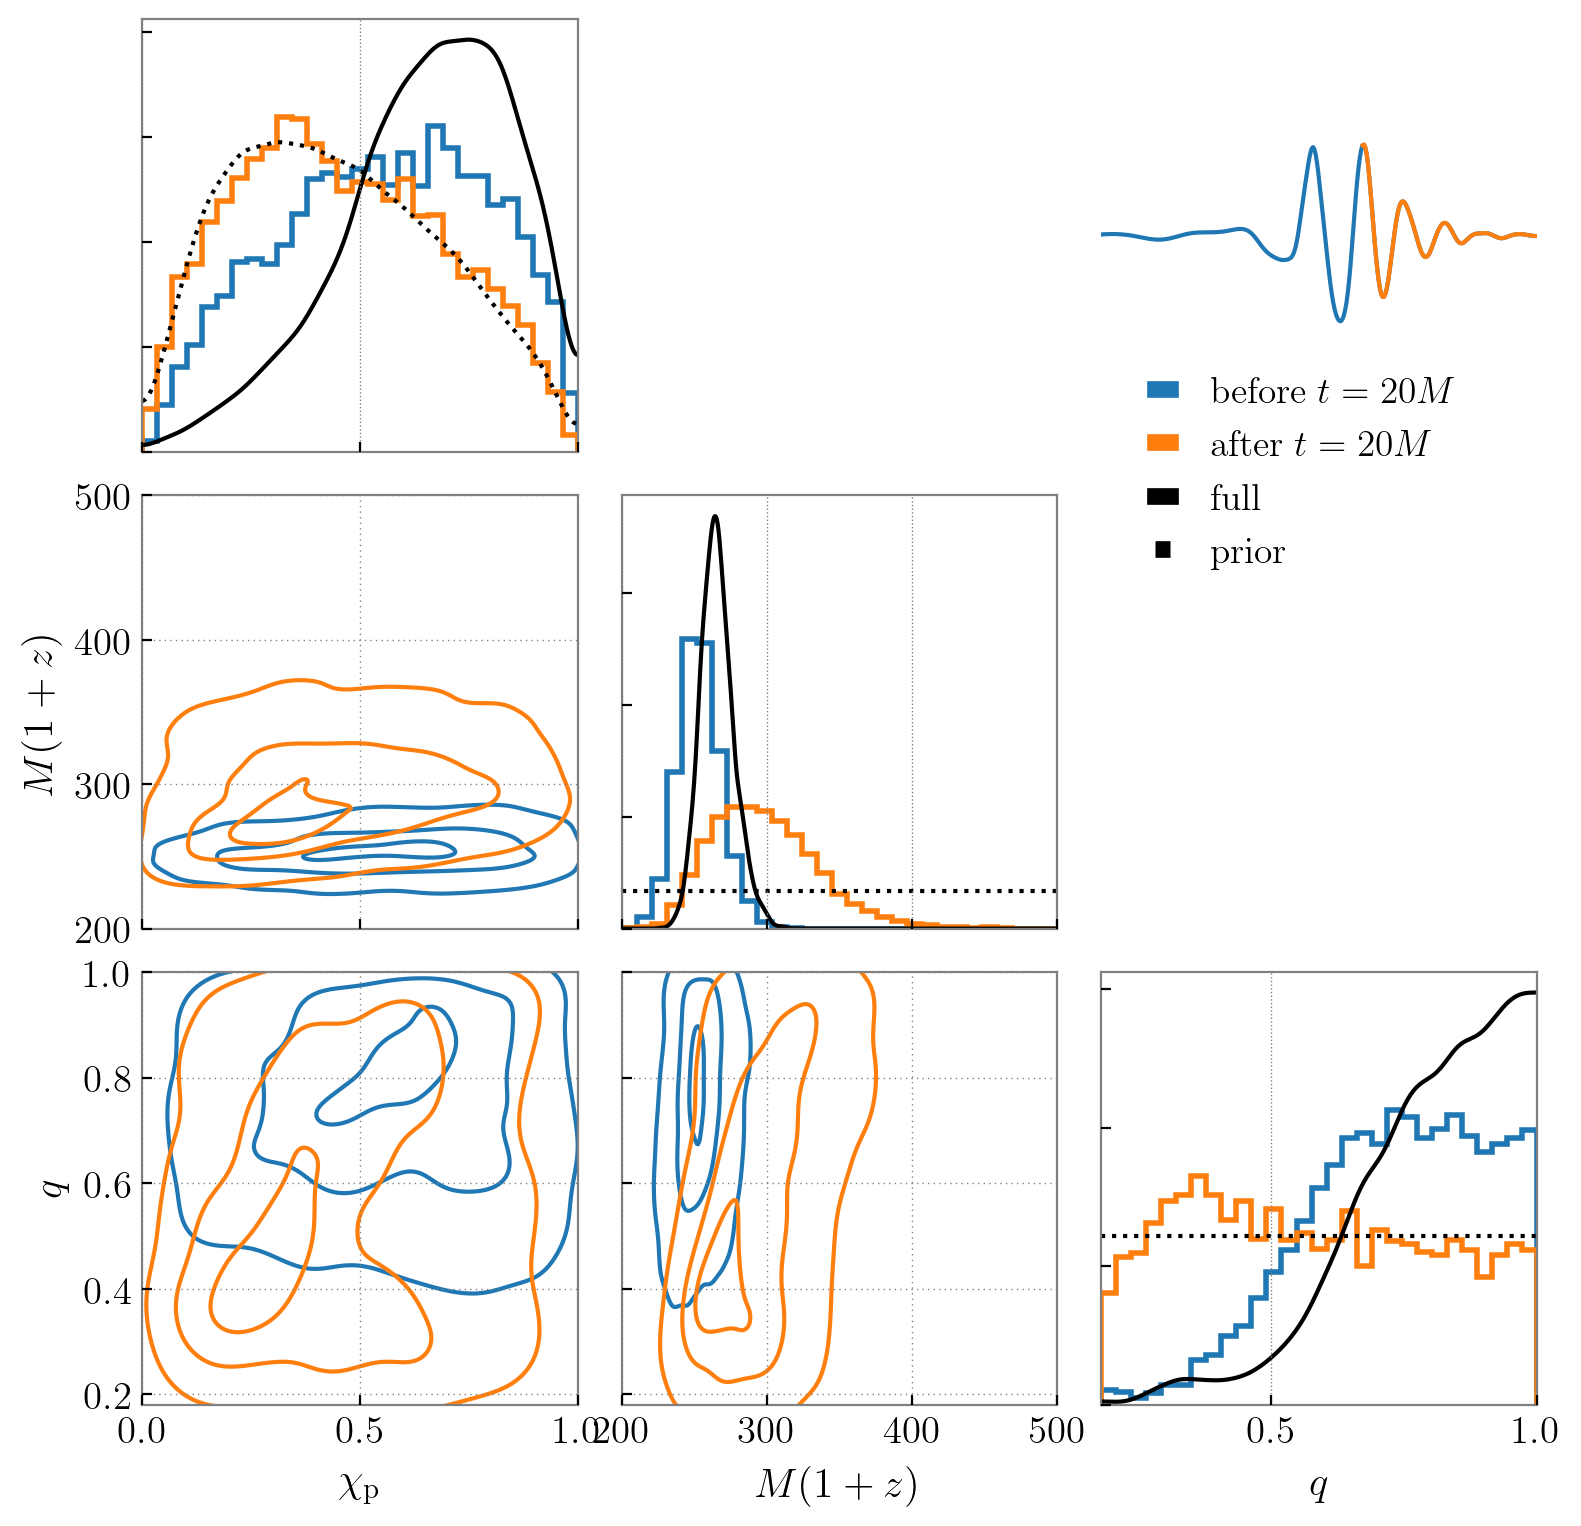 before t = 20M
after t = 20M
full
prior
500
400
300
200
M(1 + z)
1.0
0.8
0.6
0.4
0.2
q
0.0 0.5 1.0
200 300 400 500
0.5 1.0
χp
M(1 + z)
q